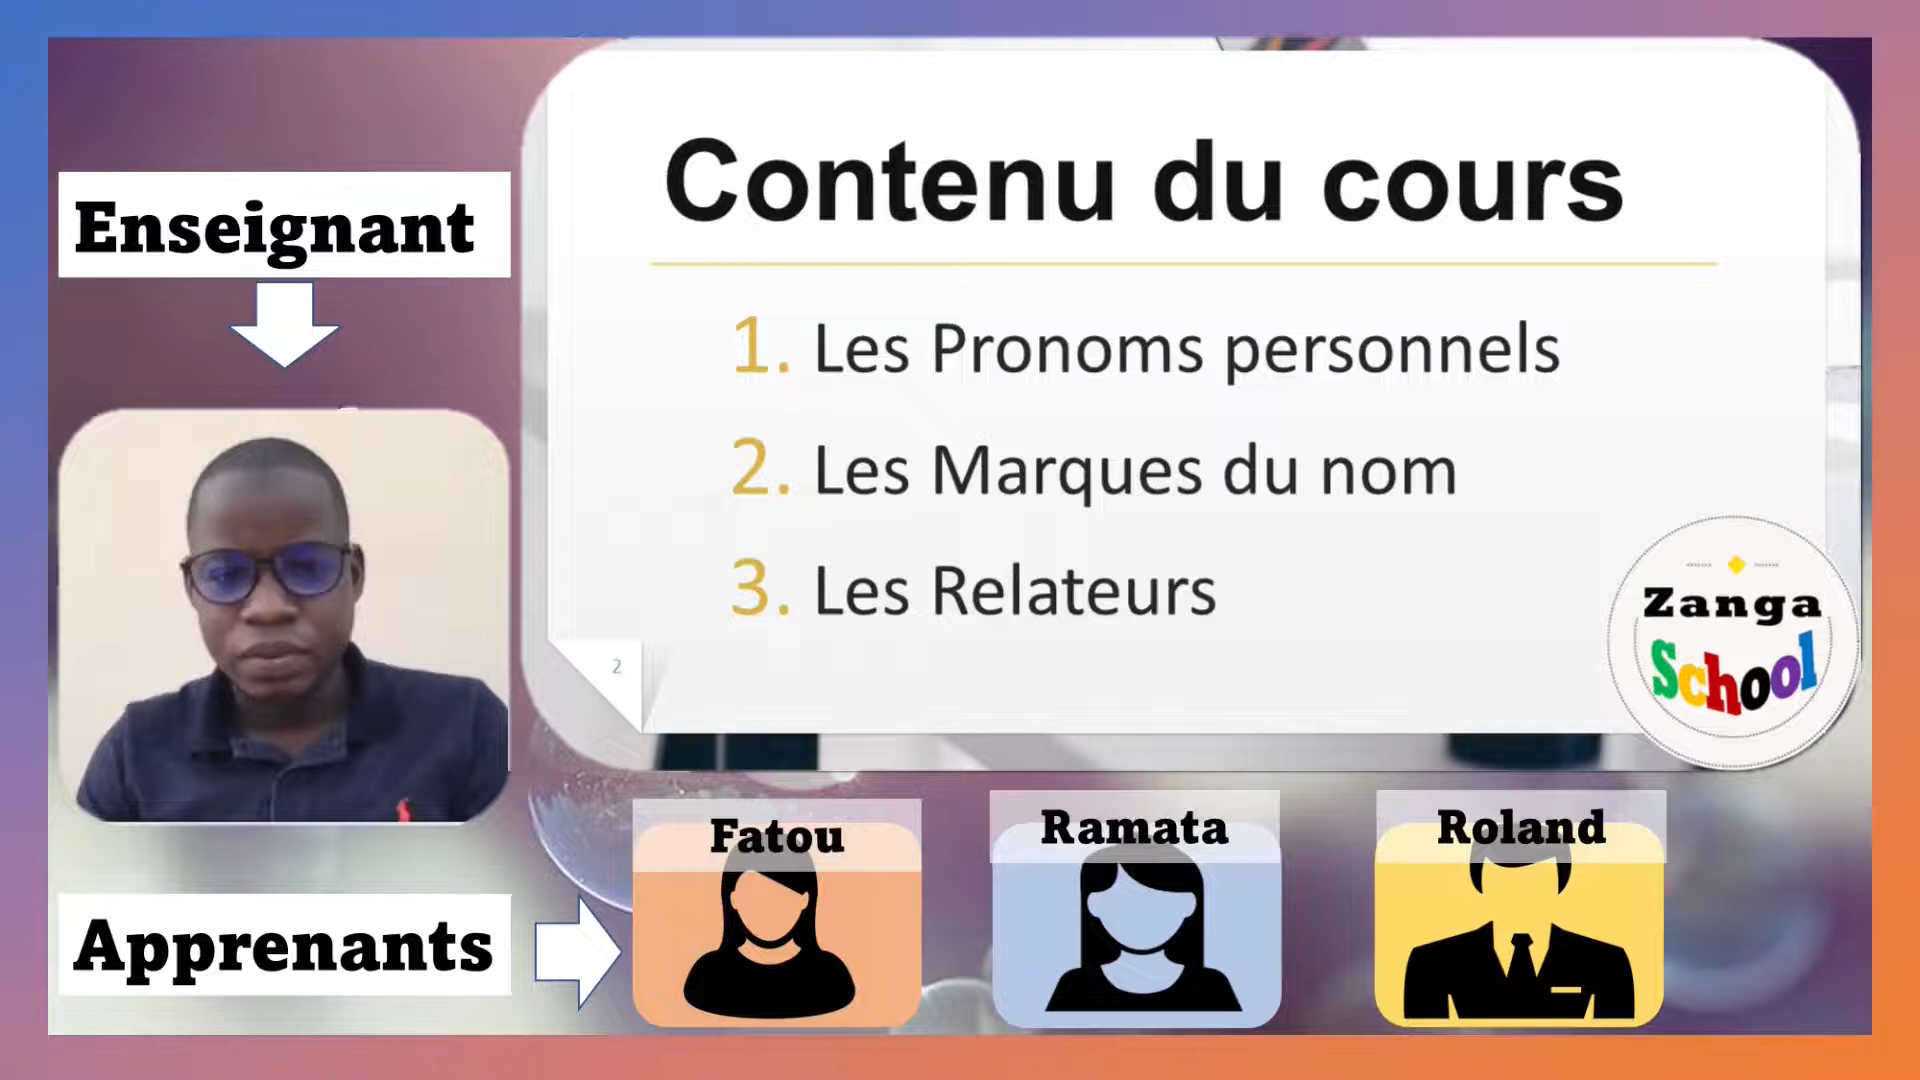 Contenu du cours
1. Les Pronoms personnels
2. Les Marques du nom
3. Les Relateurs
2
Zanga
School
Enseignant
Apprenants
Fatou
Ramata
Roland